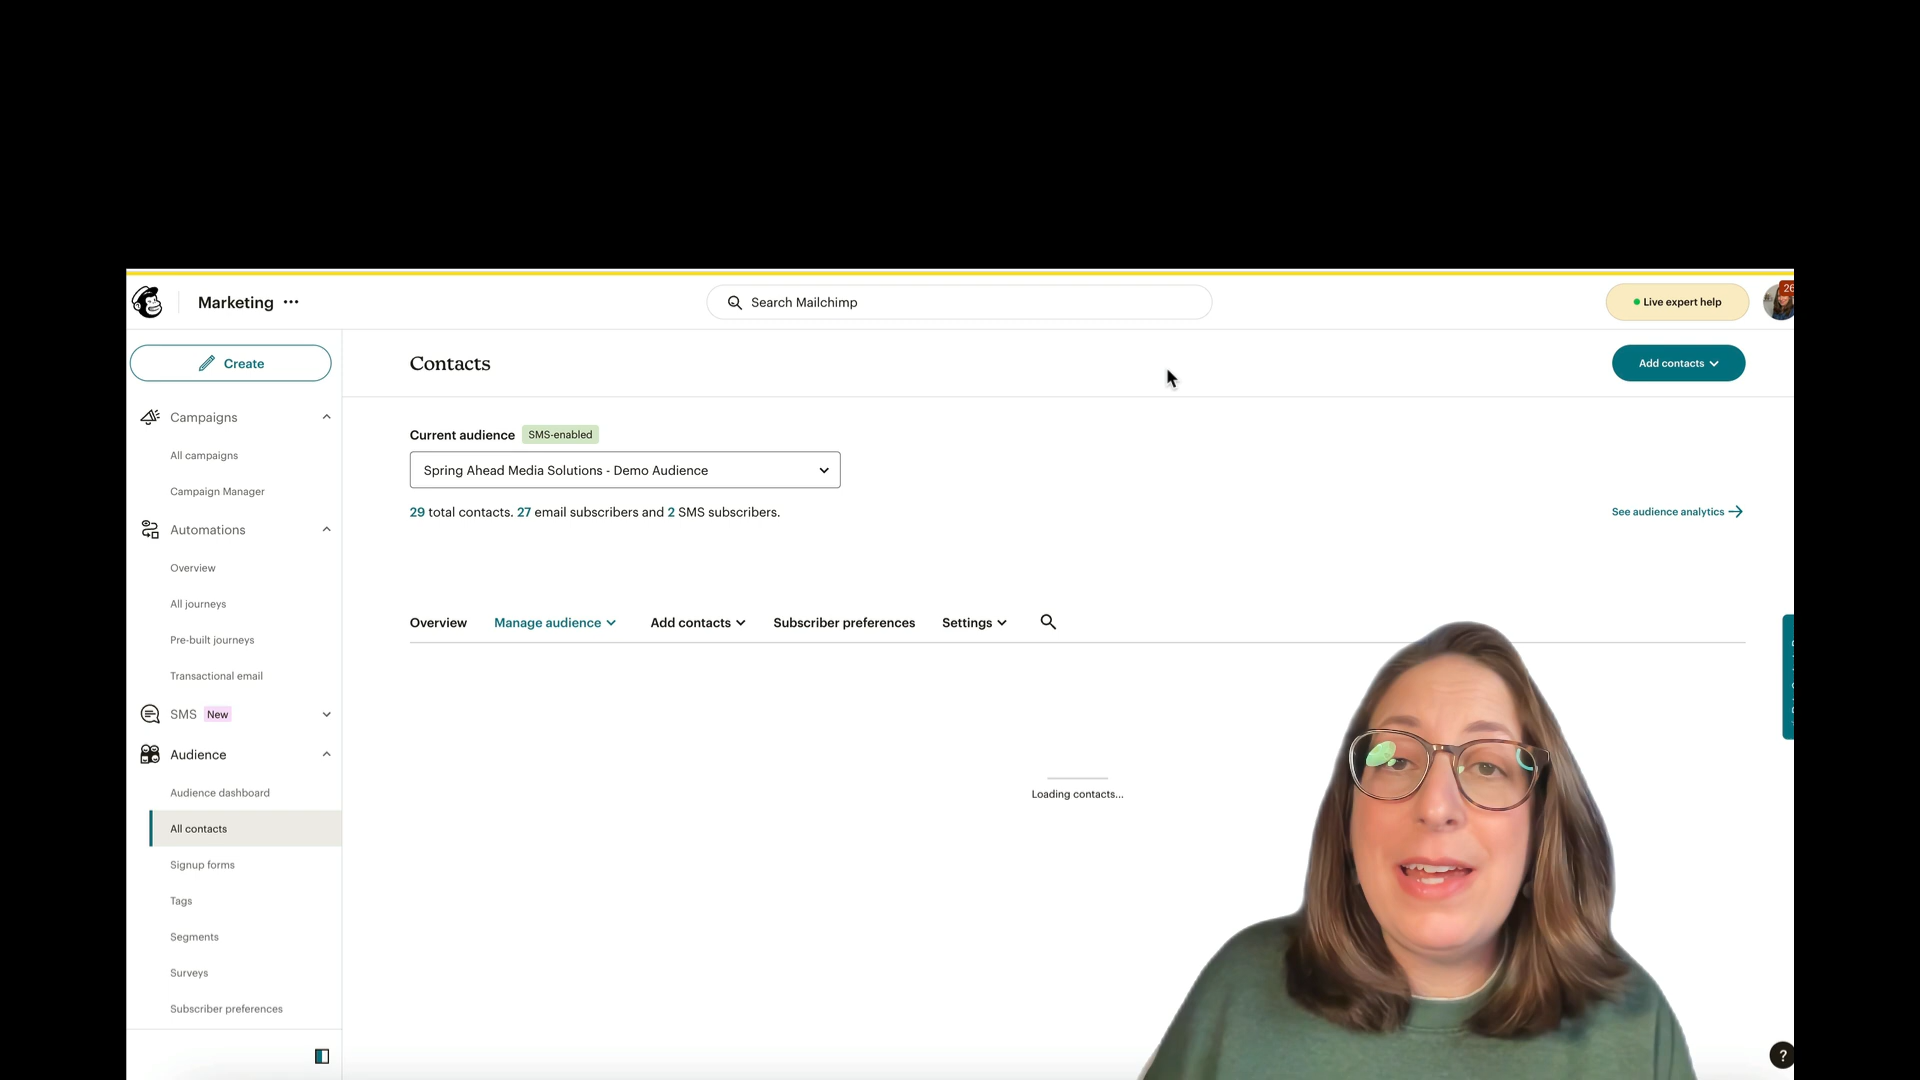 Marketing
Search Mailchimp
Live expert help
26
Create
Contacts
Add contacts
Campaigns
All campaigns
Campaign Manager
Automations
Overview
All journeys
Pre-built journeys
Transactional email
SMS New
Audience
Audience dashboard
All contacts
Signup forms
Tags
Segments
Surveys
Subscriber preferences
Current audience SMS-enabled
Spring Ahead Media Solutions - Demo Audience
29 total contacts. 27 email subscribers and 2 SMS subscribers.
See audience analytics
Overview Manage audience Add contacts Subscriber preferences Settings
Loading contacts...
?